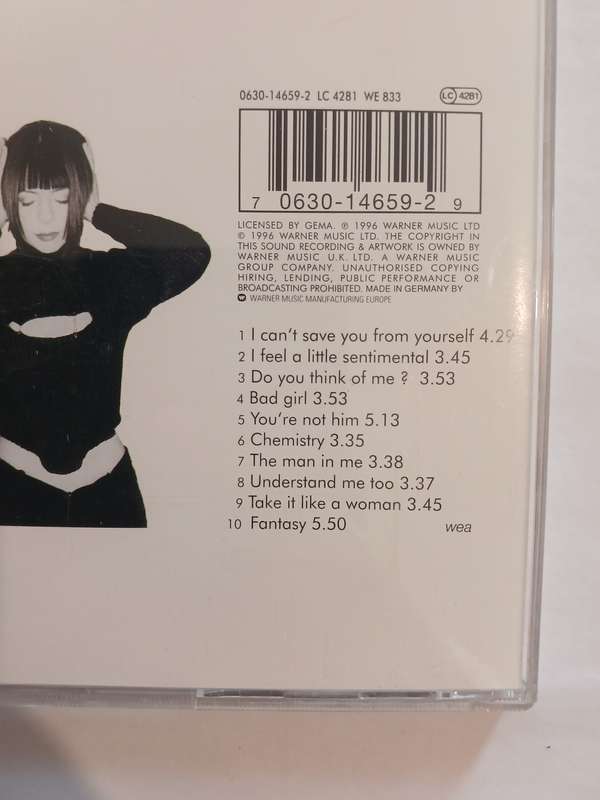 0630-14659-2 LC 4281 WE 833
LC 4281
7 0630-14659-2 9
LICENSED BY GEMA. ℗ 1996 WARNER MUSIC LTD
© 1996 WARNER MUSIC LTD. THE COPYRIGHT IN
THIS SOUND RECORDING & ARTWORK IS OWNED BY
WARNER MUSIC U.K. LTD. A WARNER MUSIC
GROUP COMPANY. UNAUTHORISED COPYING
HIRING, LENDING, PUBLIC PERFORMANCE OR
BROADCASTING PROHIBITED. MADE IN GERMANY BY
WARNER MUSIC MANUFACTURING EUROPE
1 I can't save you from yourself 4.29
2 I feel a little sentimental 3.45
3 Do you think of me ? 3.53
4 Bad girl 3.53
5 You're not him 5.13
6 Chemistry 3.35
7 The man in me 3.38
8 Understand me too 3.37
9 Take it like a woman 3.45
10 Fantasy 5.50
wea